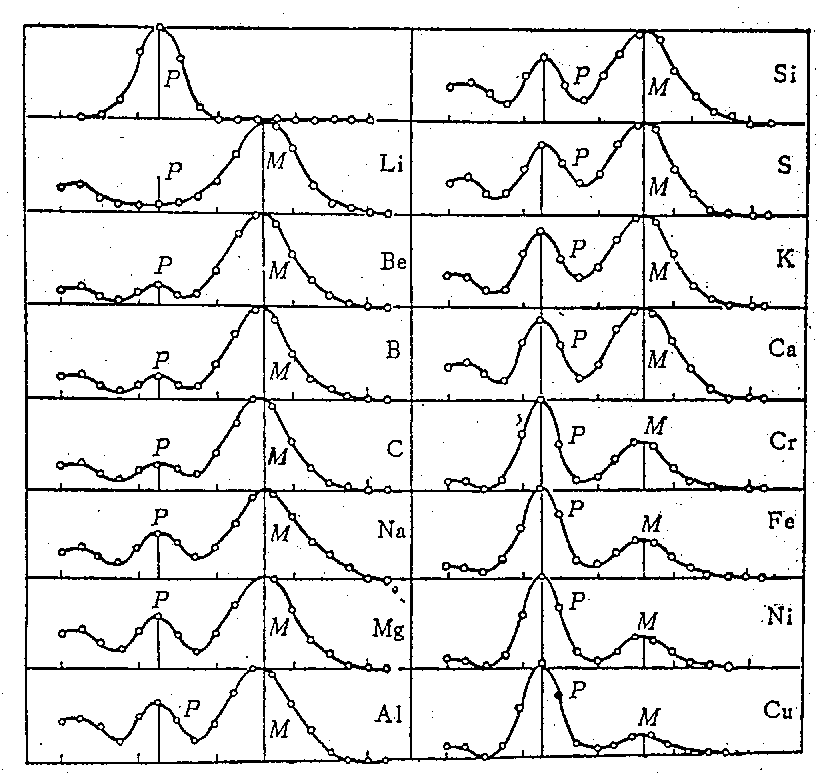 P
P M Li
P M Be
P M B
P M C
P M Na
P M Mg
P M Al
P M Si
P M S
P M K
P M Ca
P M Cr
P M Fe
P M Ni
P M Cu